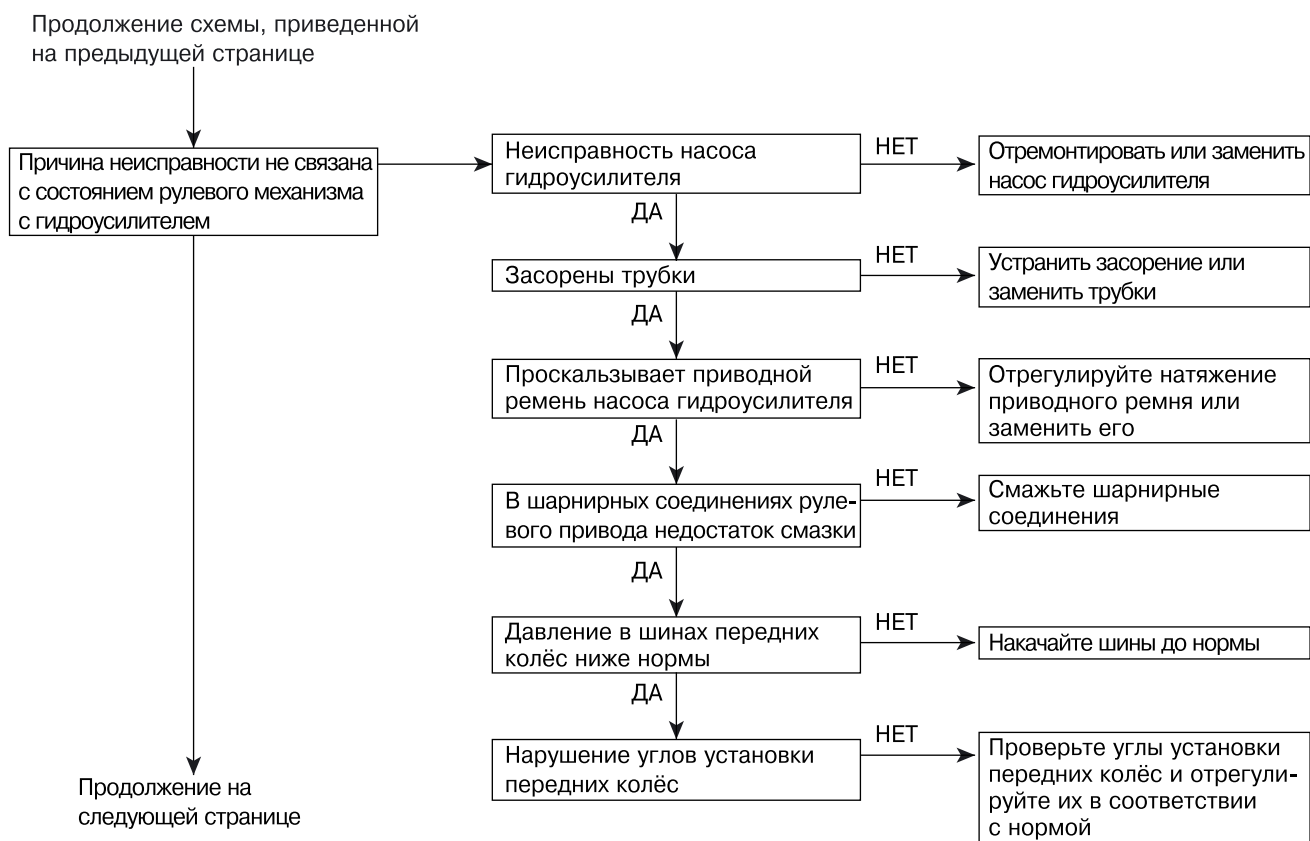 Продолжение схемы, приведенной
на предыдущей странице
Причина неисправности не связана
с состоянием рулевого механизма
с гидроусилителем
Неисправность насоса
гидроусилителя
НЕТ
Отремонтировать или заменить
насос гидроусилителя
ДА
Засорены трубки
НЕТ
Устранить засорение или
заменить трубки
ДА
Проскальзывает приводной
ремень насоса гидроусилителя
НЕТ
Отрегулируйте натяжение
приводного ремня или
заменить его
ДА
В шарнирных соединениях руле-
вого привода недостаток смазки
НЕТ
Смажьте шарнирные
соединения
ДА
Давление в шинах передних
колёс ниже нормы
НЕТ
Накачайте шины до нормы
ДА
Нарушение углов установки
передних колёс
НЕТ
Проверьте углы установки
передних колёс и отрегули-
руйте их в соответствии
с нормой
Продолжение на
следующей странице